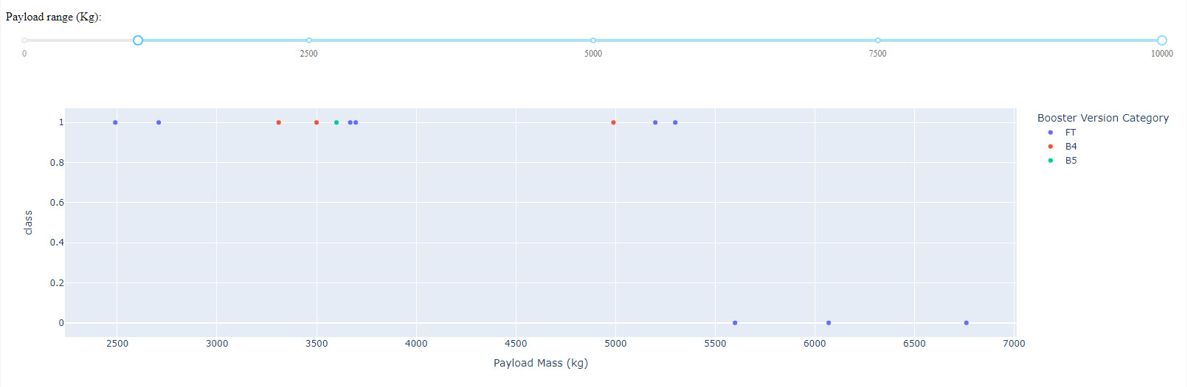 Payload range (Kg):
0 2500 5000 7500 10000
Booster Version Category
FT
B4
B5
1
0.8
0.6
0.4
0.2
0
class
2500 3000 3500 4000 4500 5000 5500 6000 6500 7000
Payload Mass (kg)